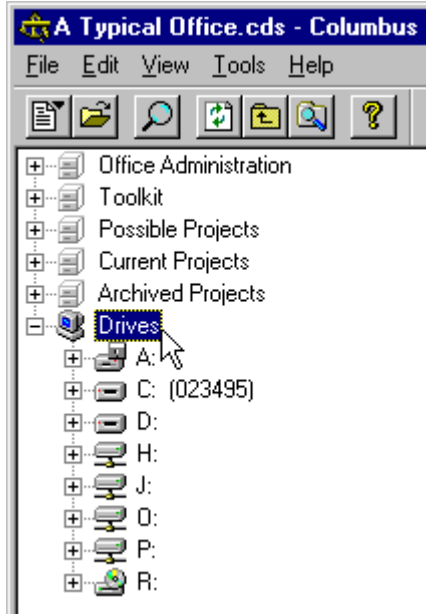 A Typical Office.cds - Columbus
File Edit View Tools Help
Office Administration
Toolkit
Possible Projects
Current Projects
Archived Projects
Drives
A:
C: (023495)
D:
H:
J:
O:
P:
R: